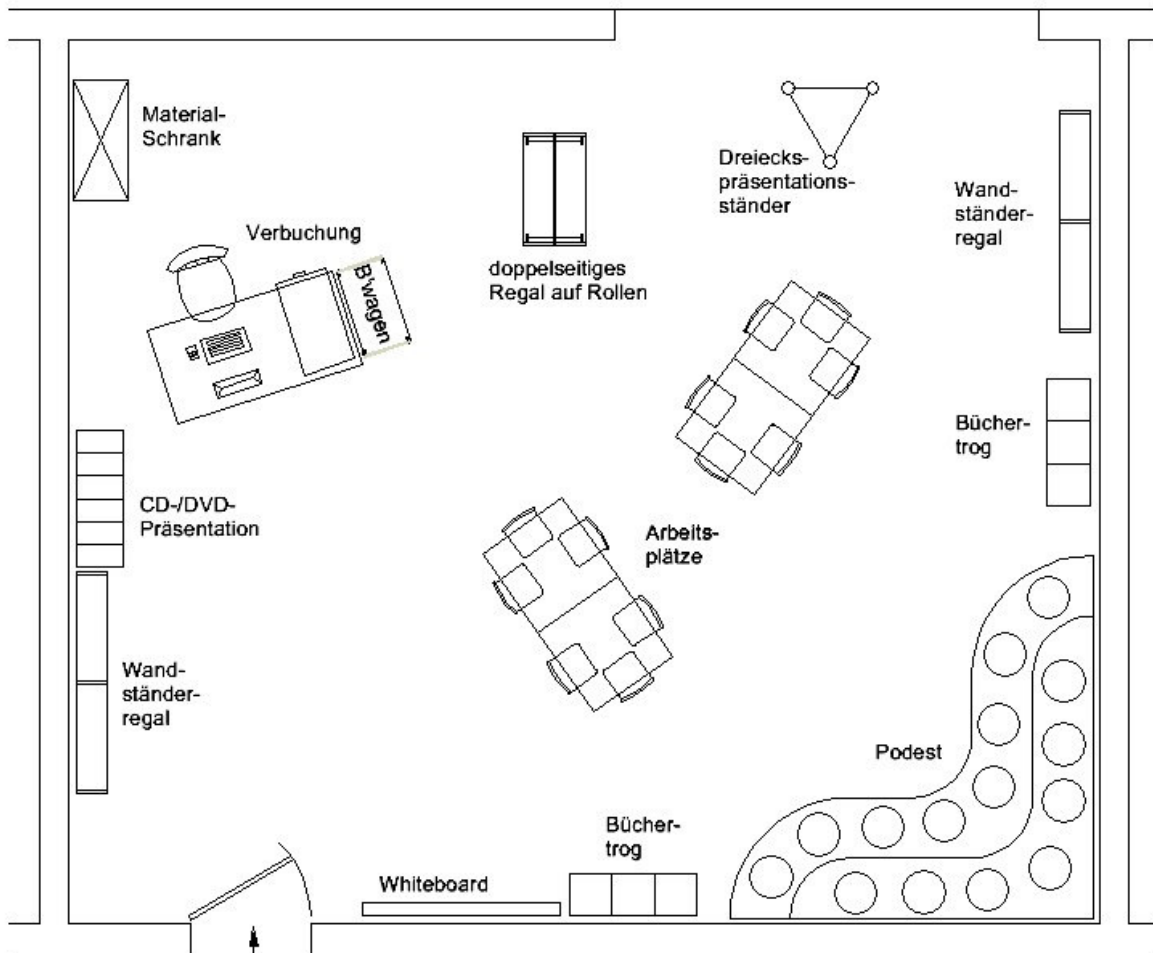 Material-
Schrank
Verbuchung
B'wagen
doppelseitiges
Regal auf Rollen
Dreiecks-
präsentations-
ständer
Wand-
ständer-
regal
Bücher-
trog
CD-/DVD-
Präsentation
Arbeits-
plätze
Wand-
ständer-
regal
Podest
Bücher-
trog
Whiteboard